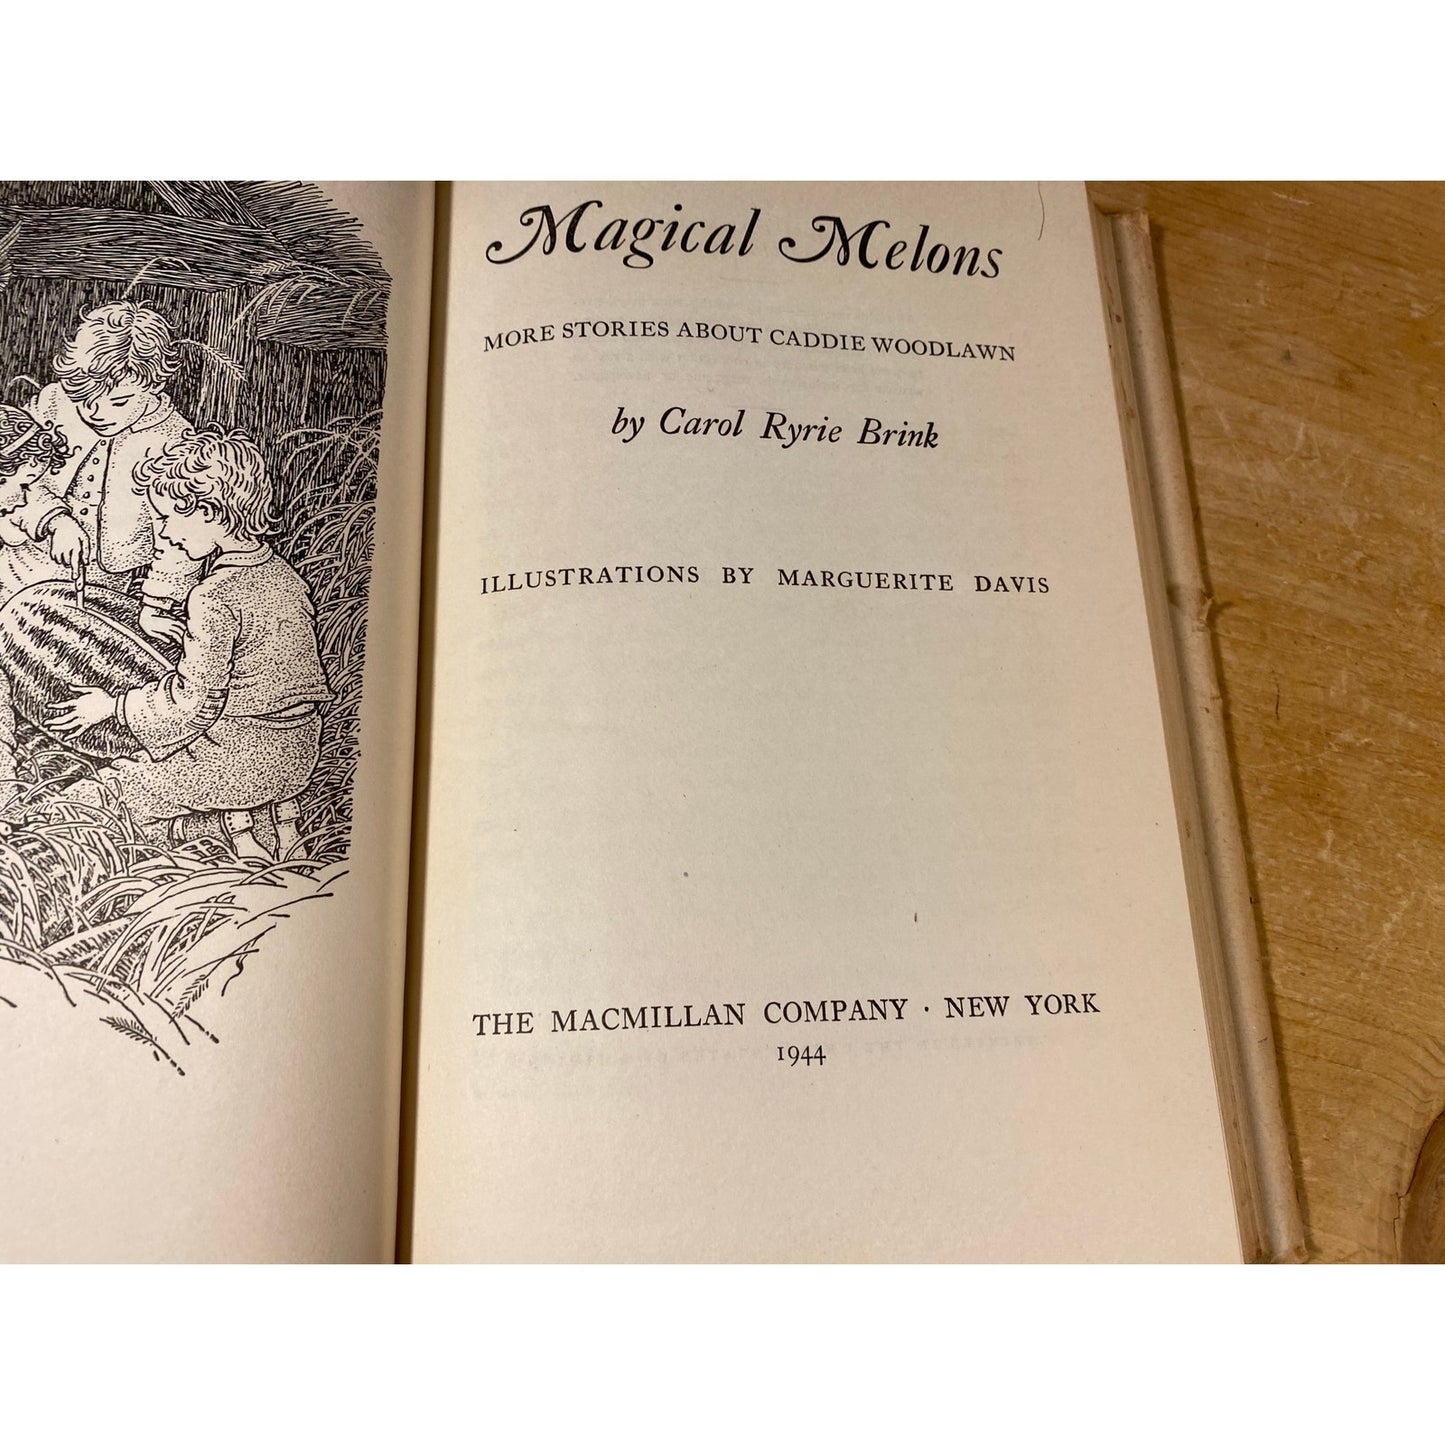 Magical Melons
MORE STORIES ABOUT CADDIE WOODLAWN
by Carol Ryrie Brink
ILLUSTRATIONS BY MARGUERITE DAVIS
THE MACMILLAN COMPANY · NEW YORK
1944